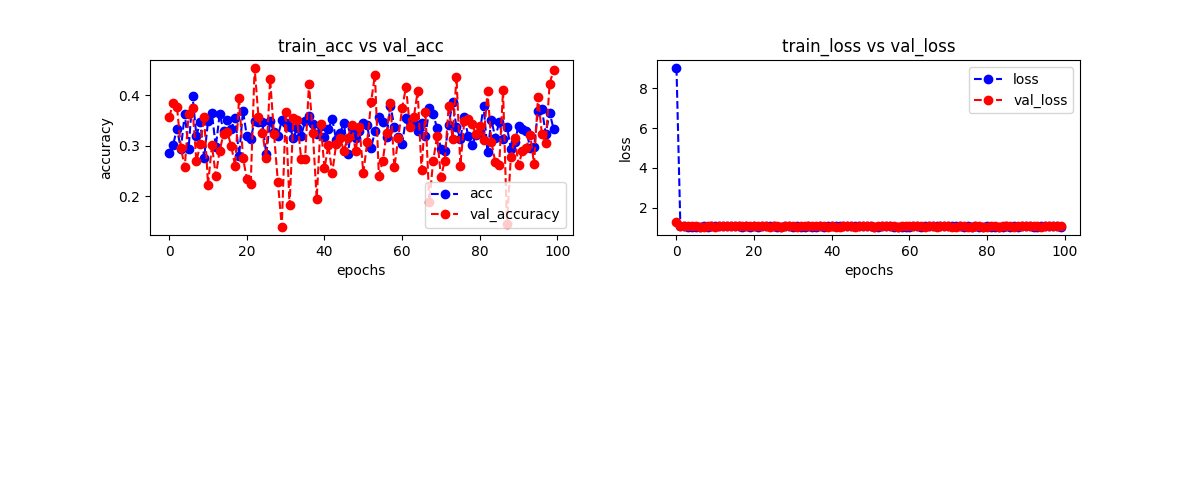 train_acc vs val_acc
accuracy
0.4
0.3
0.2
acc
val_accuracy
0 20 40 60 80 100
epochs
train_loss vs val_loss
loss
8
6
4
2
loss
val_loss
0 20 40 60 80 100
epochs